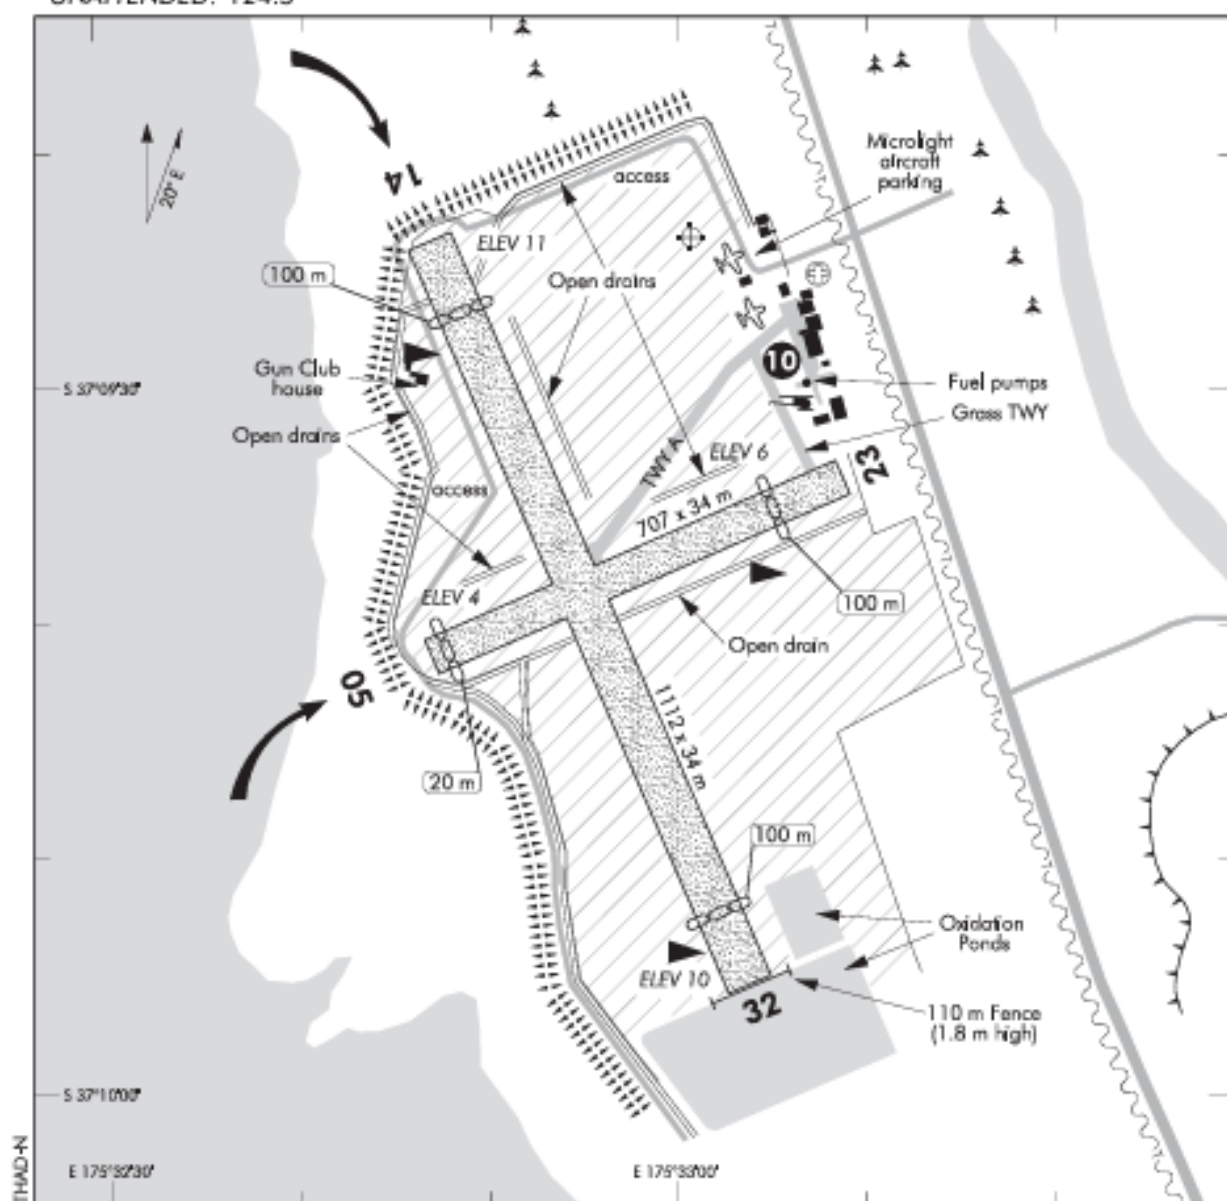 14
20° E
ELEV 11
100 m
access
Microlight
aircraft
parking
Open drains
Gun Club
house
S 37°09'30"
Open drains
10
Fuel pumps
Grass TWY
TWY A
ELEV 6
23
707 x 34 m
access
ELEV 4
100 m
Open drain
05
1112 x 34 m
20 m
100 m
Oxidation
Ponds
ELEV 10
32
110 m Fence
(1.8 m high)
S 37°10'00"
THAD-N
E 175°32'30"
E 175°33'00"